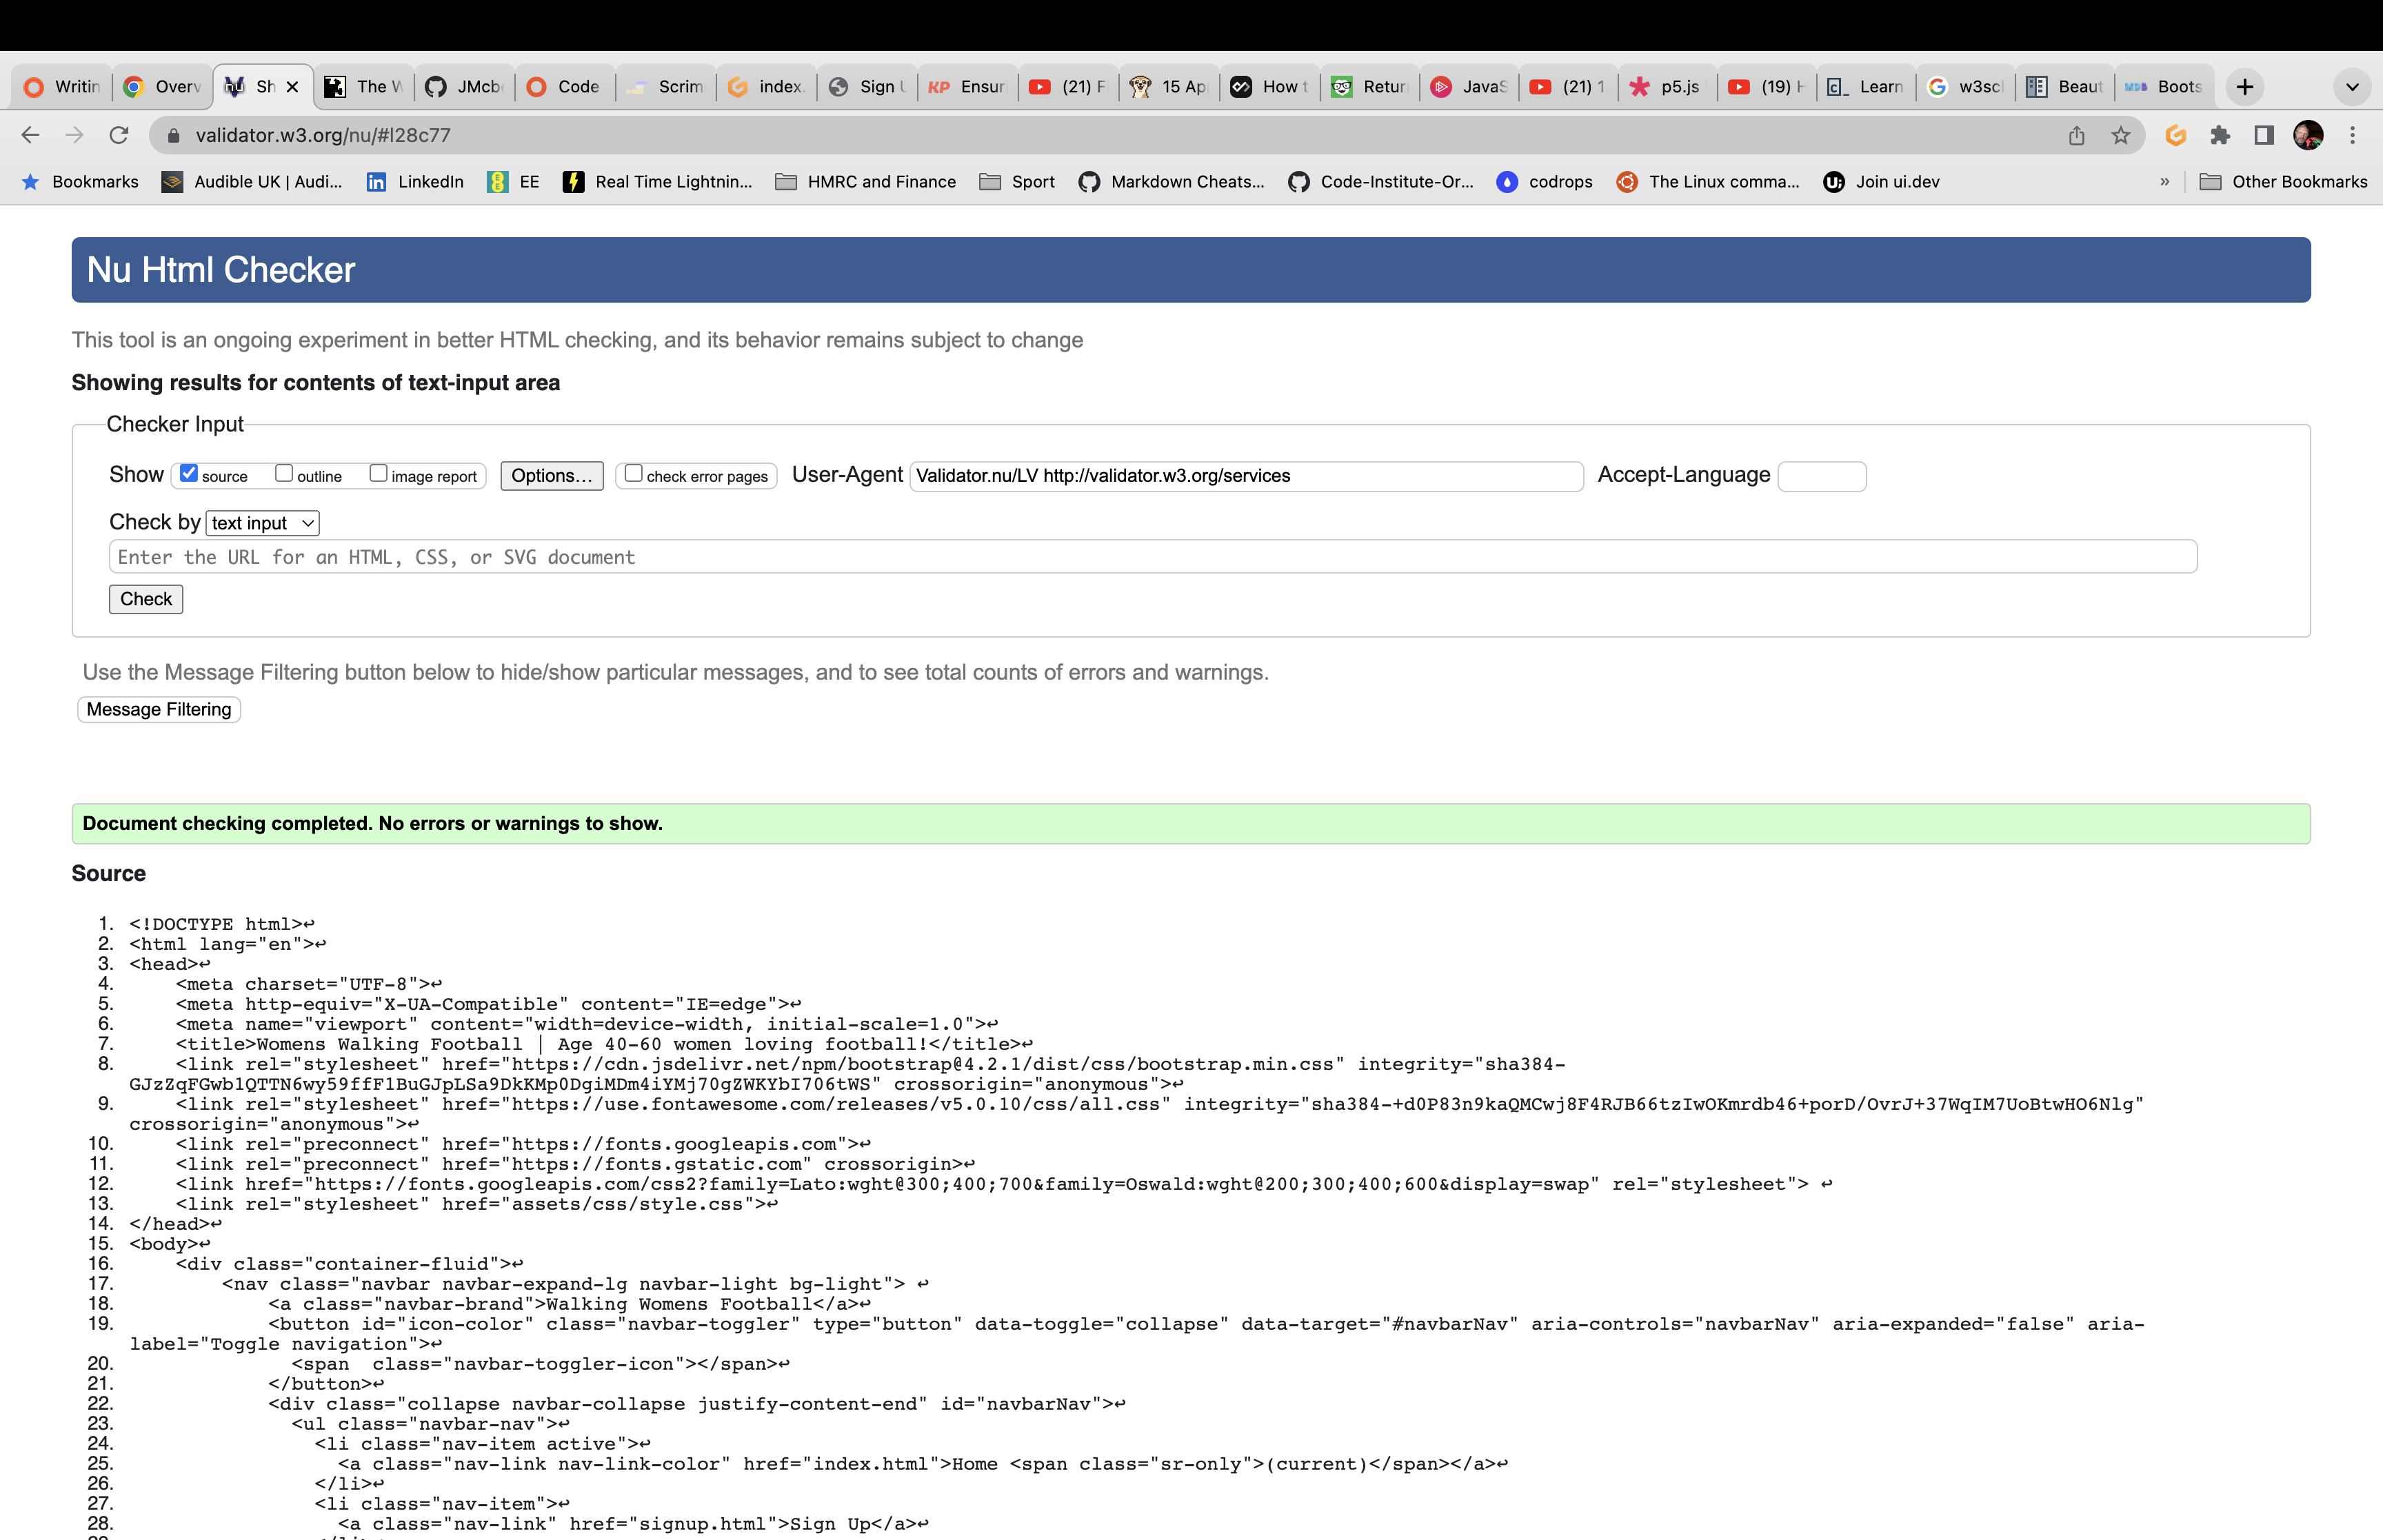 Writin Overv Sh The W JMcb Code Scrim index. Sign U Ensur (21) F 15 Ap How t Retur JavaS (21) 1 p5.js (19) H Learn w3scl Beaut Boots
validator.w3.org/nu/#l28c77
Bookmarks Audible UK | Audi... LinkedIn EE Real Time Lightnin... HMRC and Finance Sport Markdown Cheats... Code-Institute-Or... codrops The Linux comma... Join ui.dev » Other Bookmarks
Nu Html Checker
This tool is an ongoing experiment in better HTML checking, and its behavior remains subject to change
Showing results for contents of text-input area
Checker Input
Show source outline image report Options... check error pages User-Agent Validator.nu/LV http://validator.w3.org/services Accept-Language
Check by text input
Enter the URL for an HTML, CSS, or SVG document
Check
Use the Message Filtering button below to hide/show particular messages, and to see total counts of errors and warnings.
Message Filtering
Document checking completed. No errors or warnings to show.
Source
1. <!DOCTYPE html>↩
2. <html lang="en">↩
3. <head>↩
4. <meta charset="UTF-8">↩
5. <meta http-equiv="X-UA-Compatible" content="IE=edge">↩
6. <meta name="viewport" content="width=device-width, initial-scale=1.0">↩
7. <title>Womens Walking Football | Age 40-60 women loving football!</title>↩
8. <link rel="stylesheet" href="https://cdn.jsdelivr.net/npm/bootstrap@4.2.1/dist/css/bootstrap.min.css" integrity="sha384-
GJzZqFGwb1QTTN6wy59ffF1BuGJpLSa9DkKMp0DgiMDm4iYMj70gZWKYbI706tWS" crossorigin="anonymous">↩
9. <link rel="stylesheet" href="https://use.fontawesome.com/releases/v5.0.10/css/all.css" integrity="sha384-+d0P83n9kaQMCwj8F4RJB66tzIwOKmrdb46+porD/OvrJ+37WqIM7UoBtwHO6Nlg"
crossorigin="anonymous">↩
10. <link rel="preconnect" href="https://fonts.googleapis.com">↩
11. <link rel="preconnect" href="https://fonts.gstatic.com" crossorigin>↩
12. <link href="https://fonts.googleapis.com/css2?family=Lato:wght@300;400;700&family=Oswald:wght@200;300;400;600&display=swap" rel="stylesheet"> ↩
13. <link rel="stylesheet" href="assets/css/style.css">↩
14. </head>↩
15. <body>↩
16. <div class="container-fluid">↩
17. <nav class="navbar navbar-expand-lg navbar-light bg-light"> ↩
18. <a class="navbar-brand">Walking Womens Football</a>↩
19. <button id="icon-color" class="navbar-toggler" type="button" data-toggle="collapse" data-target="#navbarNav" aria-controls="navbarNav" aria-expanded="false" aria-
label="Toggle navigation">↩
20. <span  class="navbar-toggler-icon"></span>↩
21. </button>↩
22. <div class="collapse navbar-collapse justify-content-end" id="navbarNav">↩
23. <ul class="navbar-nav">↩
24. <li class="nav-item active">↩
25. <a class="nav-link nav-link-color" href="index.html">Home <span class="sr-only">(current)</span></a>↩
26. </li>↩
27. <li class="nav-item">↩
28. <a class="nav-link" href="signup.html">Sign Up</a>↩